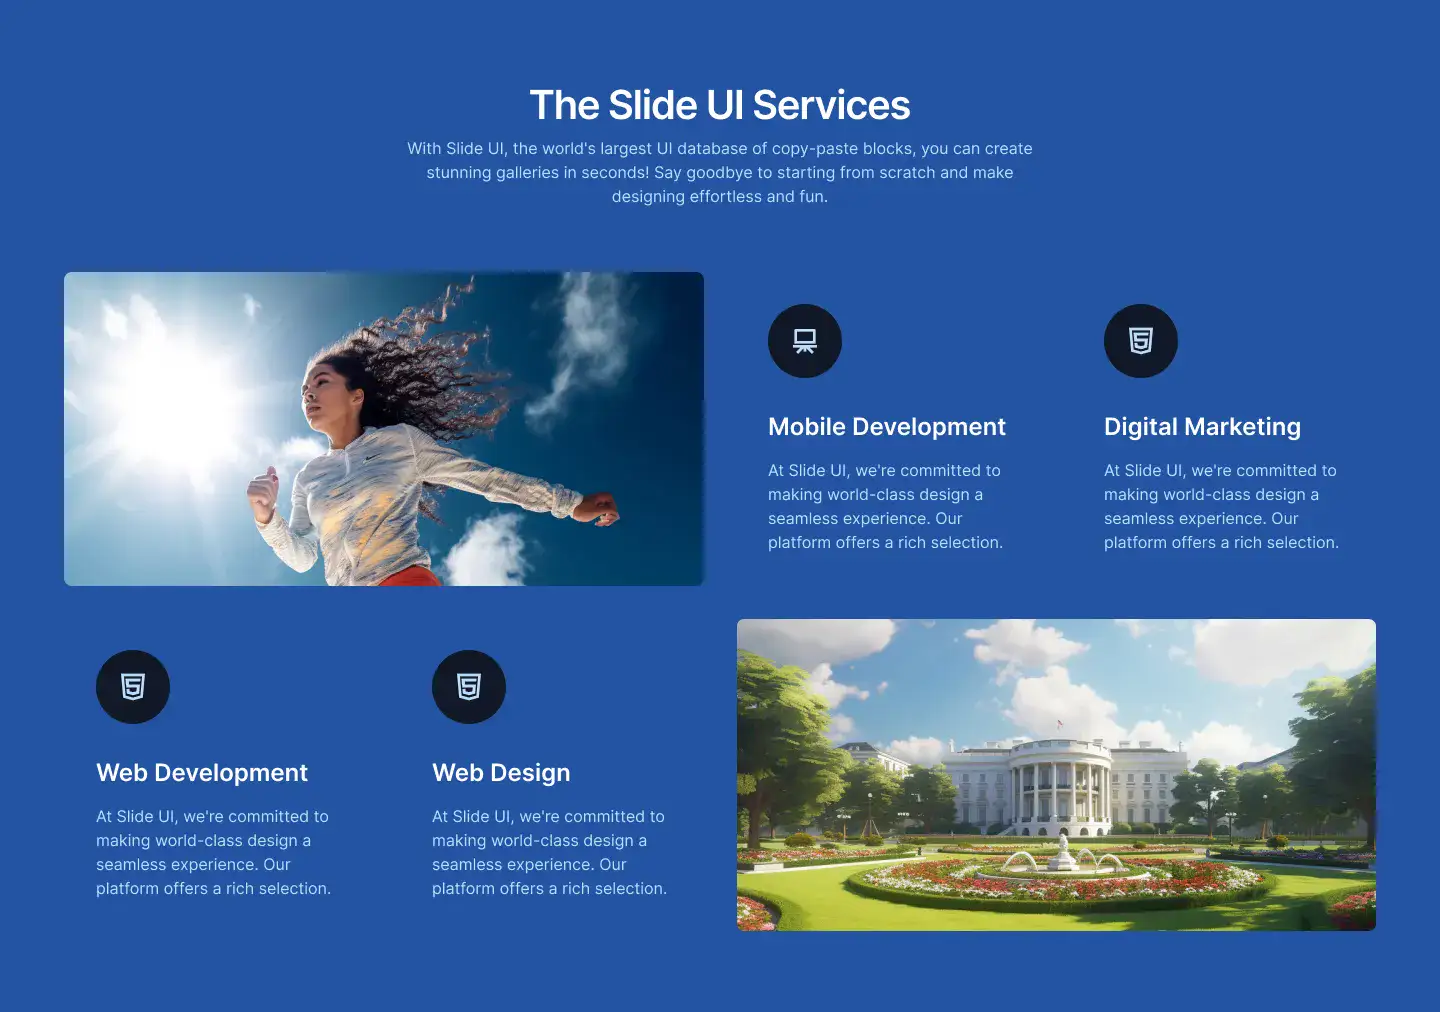 The Slide UI Services
With Slide UI, the world's largest UI database of copy-paste blocks, you can create
stunning galleries in seconds! Say goodbye to starting from scratch and make
designing effortless and fun.
Mobile Development
At Slide UI, we're committed to
making world-class design a
seamless experience. Our
platform offers a rich selection.
Digital Marketing
At Slide UI, we're committed to
making world-class design a
seamless experience. Our
platform offers a rich selection.
Web Development
At Slide UI, we're committed to
making world-class design a
seamless experience. Our
platform offers a rich selection.
Web Design
At Slide UI, we're committed to
making world-class design a
seamless experience. Our
platform offers a rich selection.